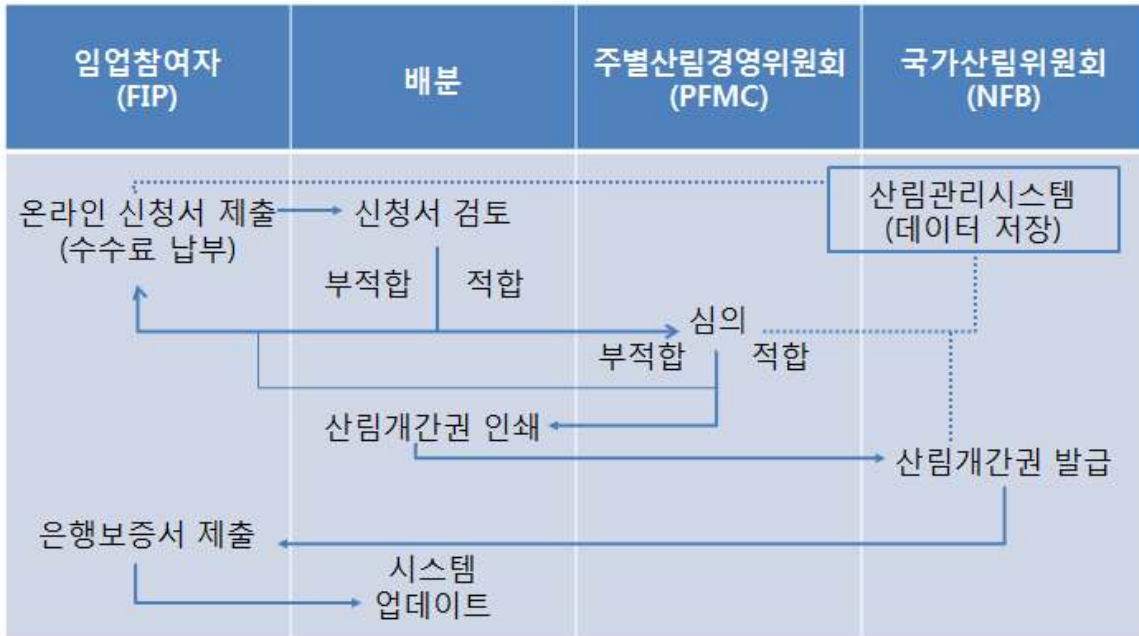 임업참여자
(FIP)
배분
주별산림경영위원회
(PFMC)
국가산림위원회
(NFB)
온라인 신청서 제출
(수수료 납부)
신청서 검토
산림관리시스템
(데이터 저장)
부적합 적합
심의
부적합 적합
산림개간권 인쇄
산림개간권 발급
은행보증서 제출
시스템
업데이트